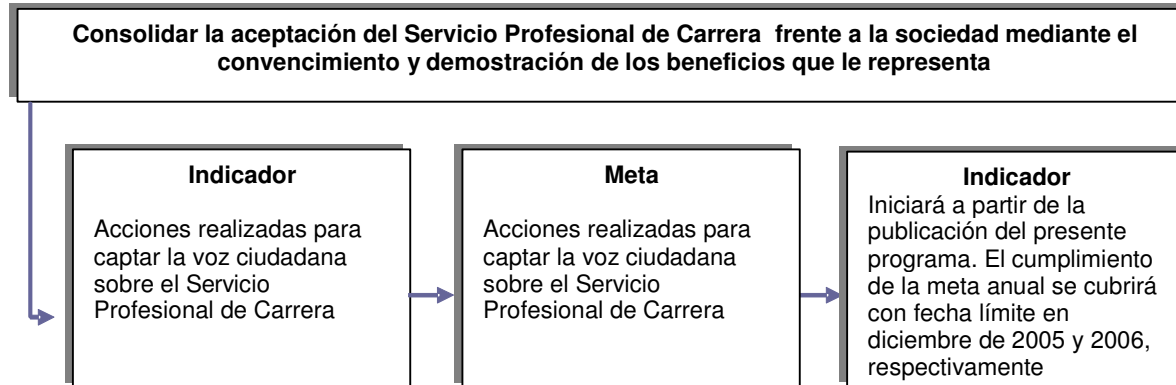 Consolidar la aceptación del Servicio Profesional de Carrera frente a la sociedad mediante el
convencimiento y demostración de los beneficios que le representa
Indicador
Acciones realizadas para
captar la voz ciudadana
sobre el Servicio
Profesional de Carrera
Meta
Acciones realizadas para
captar la voz ciudadana
sobre el Servicio
Profesional de Carrera
Indicador
Iniciará a partir de la
publicación del presente
programa. El cumplimiento
de la meta anual se cubrirá
con fecha límite en
diciembre de 2005 y 2006,
respectivamente